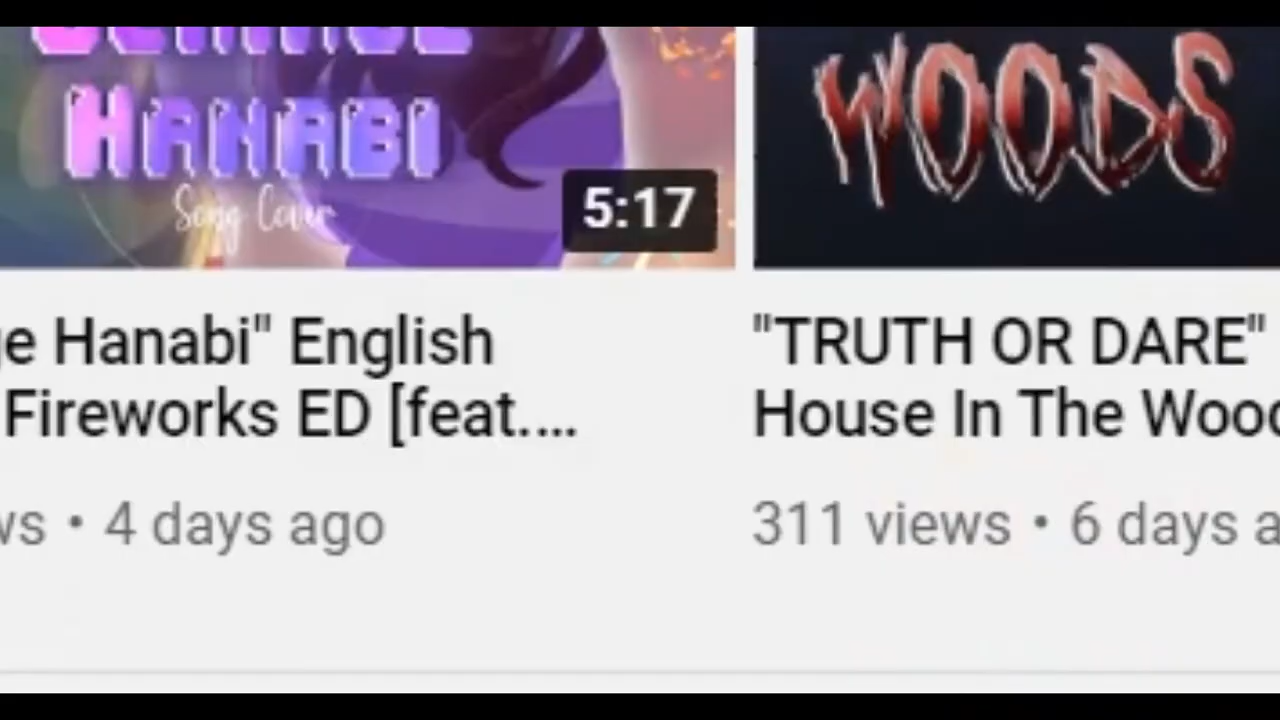 HANABI
Song Cover
5:17
WOODS
ge Hanabi" English
Fireworks ED [feat....
ws • 4 days ago
"TRUTH OR DARE"
House In The Wood
311 views • 6 days a